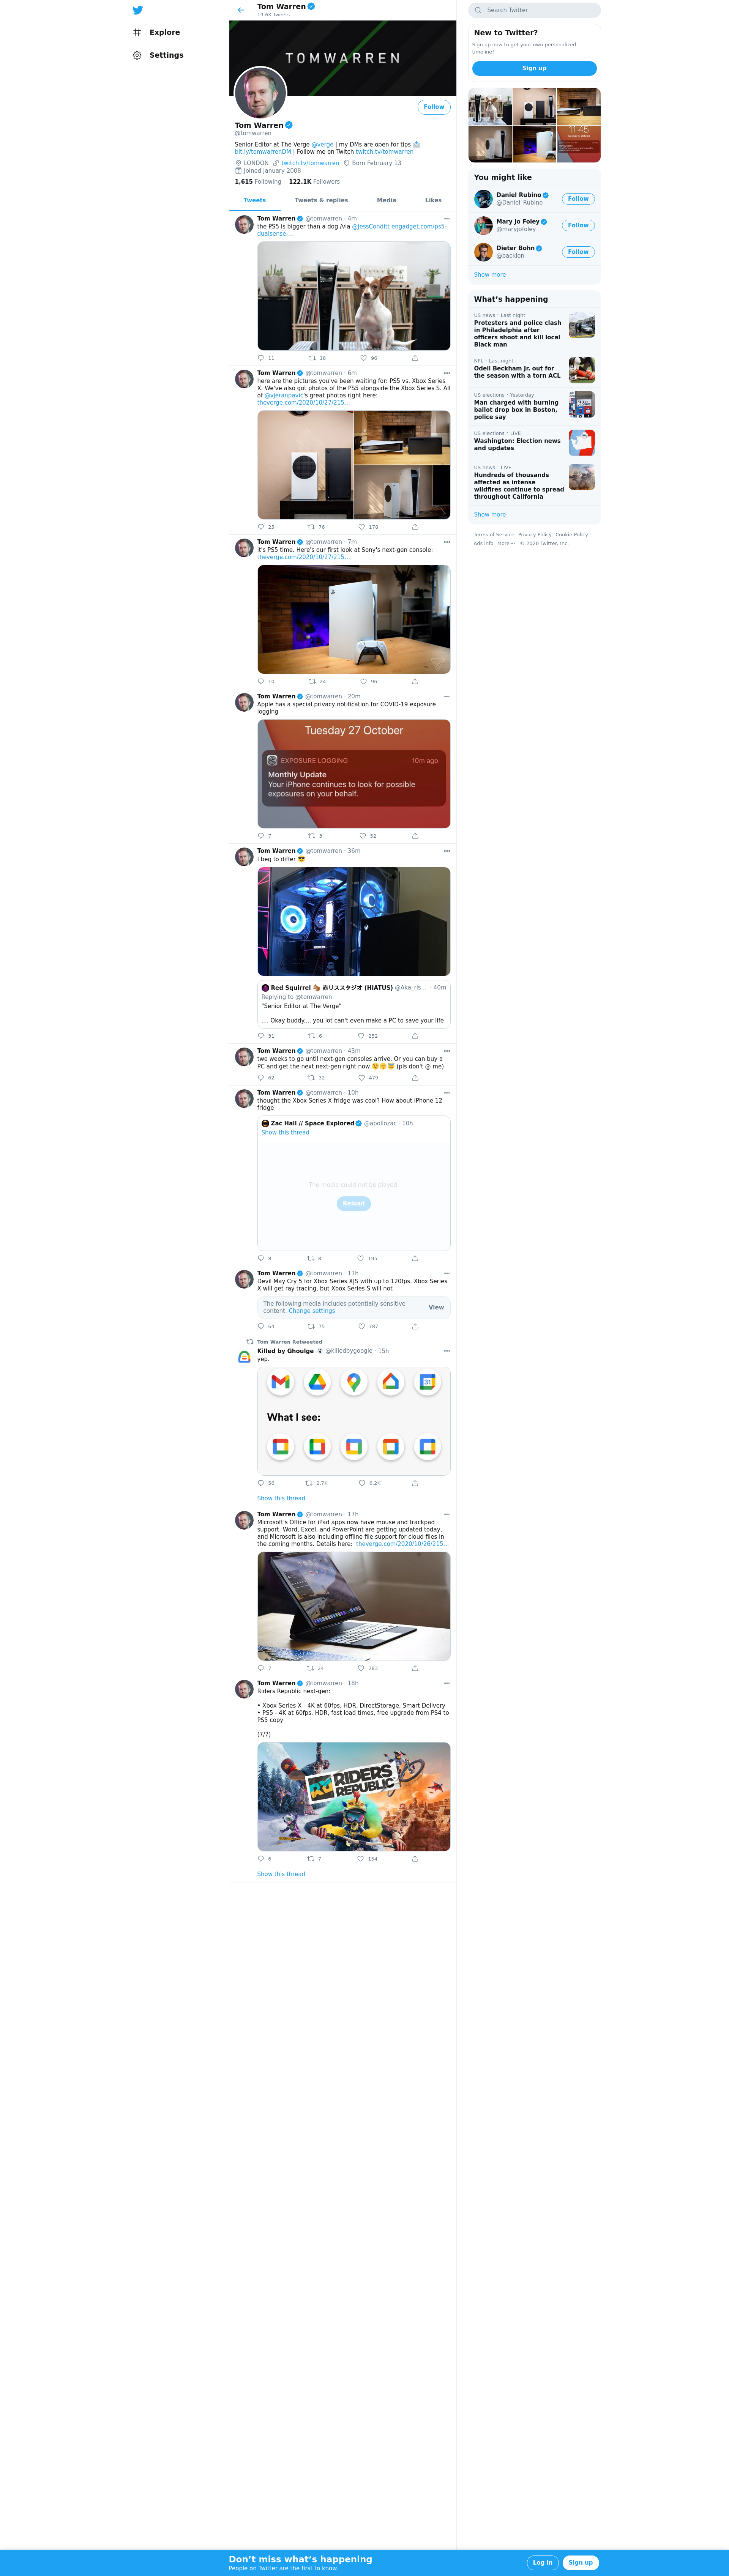 Explore
Settings
Tom Warren
19.6K Tweets
TOMWARREN
Follow
Tom Warren
@tomwarren
Senior Editor at The Verge @verge | my DMs are open for tips 📩
bit.ly/tomwarrenDM | Follow me on Twitch twitch.tv/tomwarren
LONDON twitch.tv/tomwarren Born February 13
Joined January 2008
1,615 Following 122.1K Followers
Tweets Tweets & replies Media Likes
Tom Warren @tomwarren · 4m
the PS5 is bigger than a dog /via @JessConditt engadget.com/ps5-
dualsense-...
11 18 96
Tom Warren @tomwarren · 6m
here are the pictures you've been waiting for: PS5 vs. Xbox Series
X. We've also got photos of the PS5 alongside the Xbox Series S. All
of @vjeranpavic's great photos right here:
theverge.com/2020/10/27/215...
25 76 178
Tom Warren @tomwarren · 7m
it's PS5 time. Here's our first look at Sony's next-gen console:
theverge.com/2020/10/27/215...
10 24 96
Tom Warren @tomwarren · 20m
Apple has a special privacy notification for COVID-19 exposure
logging
Tuesday 27 October
EXPOSURE LOGGING 10m ago
Monthly Update
Your iPhone continues to look for possible
exposures on your behalf.
7 3 52
Tom Warren @tomwarren · 36m
I beg to differ 😎
Red Squirrel 🐿 赤リススタジオ (HIATUS) @Aka_ris... · 40m
Replying to @tomwarren
"Senior Editor at The Verge"
.... Okay buddy.... you lot can't even make a PC to save your life
31 6 252
Tom Warren @tomwarren · 43m
two weeks to go until next-gen consoles arrive. Or you can buy a
PC and get the next next-gen right now (pls don't @ me)
62 32 479
Tom Warren @tomwarren · 10h
thought the Xbox Series X fridge was cool? How about iPhone 12
fridge
Zac Hall // Space Explored @apollozac · 10h
Show this thread
The media could not be played.
Reload
8 8 195
Tom Warren @tomwarren · 11h
Devil May Cry 5 for Xbox Series X|S with up to 120fps. Xbox Series
X will get ray tracing, but Xbox Series S will not
The following media includes potentially sensitive
content. Change settings
View
64 75 787
Tom Warren Retweeted
Killed by Ghoulge @killedbygoogle · 15h
yep.
31
What I see:
56 2.7K 6.2K
Show this thread
Tom Warren @tomwarren · 17h
Microsoft's Office for iPad apps now have mouse and trackpad
support. Word, Excel, and PowerPoint are getting updated today,
and Microsoft is also including offline file support for cloud files in
the coming months. Details here: theverge.com/2020/10/26/215...
7 24 283
Tom Warren @tomwarren · 18h
Riders Republic next-gen:
• Xbox Series X - 4K at 60fps, HDR, DirectStorage, Smart Delivery
• PS5 - 4K at 60fps, HDR, fast load times, free upgrade from PS4 to
PS5 copy
(7/7)
RIDERS
REPUBLIC
6 7 154
Show this thread
Search Twitter
New to Twitter?
Sign up now to get your own personalized
timeline!
Sign up
11:45
You might like
Daniel Rubino
@Daniel_Rubino
Follow
Mary Jo Foley
@maryjofoley
Follow
Dieter Bohn
@backlon
Follow
Show more
What's happening
US news · Last night
Protesters and police clash
in Philadelphia after
officers shoot and kill local
Black man
NFL · Last night
Odell Beckham Jr. out for
the season with a torn ACL
US elections · Yesterday
Man charged with burning
ballot drop box in Boston,
police say
US elections · LIVE
Washington: Election news
and updates
US news · LIVE
Hundreds of thousands
affected as intense
wildfires continue to spread
throughout California
Show more
Terms of Service Privacy Policy Cookie Policy
Ads info More © 2020 Twitter, Inc.
Don't miss what's happening
People on Twitter are the first to know.
Log in
Sign up